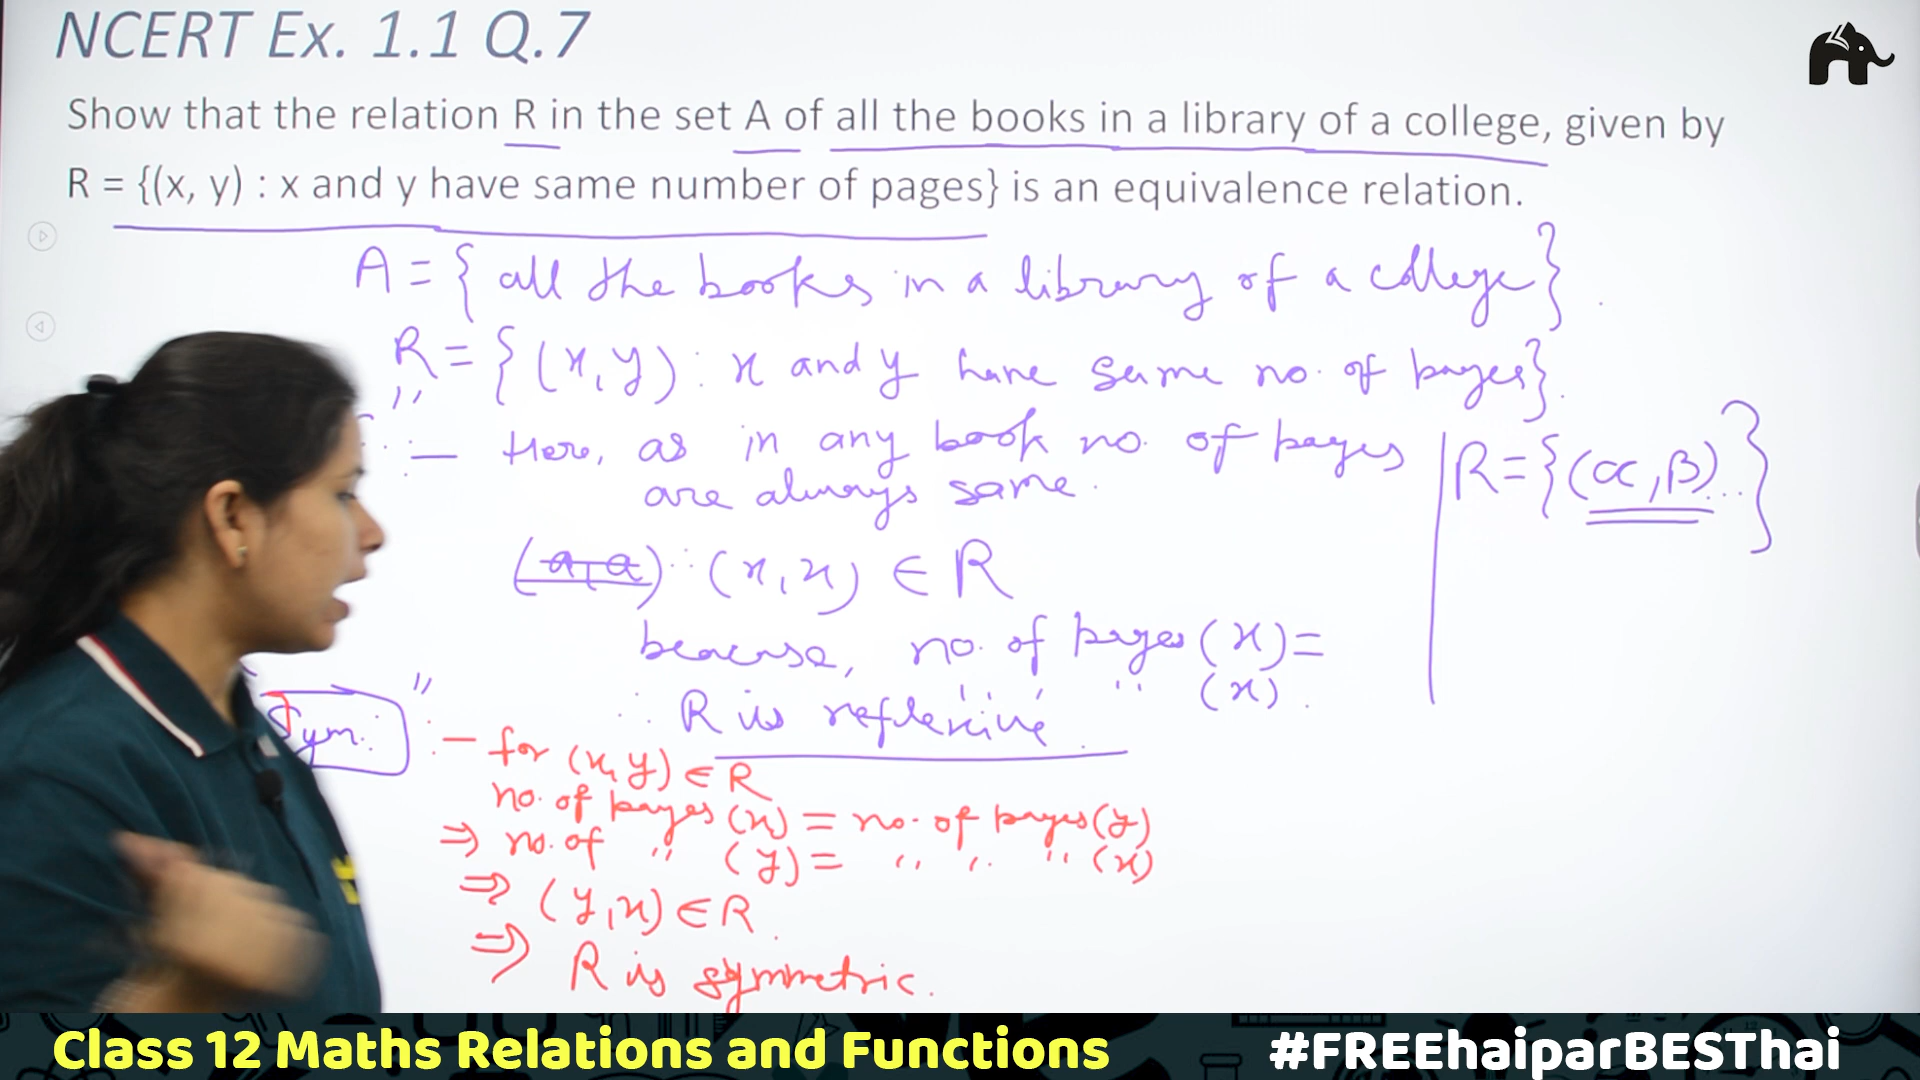 NCERT Ex. 1.1 Q.7
Show that the relation R in the set A of all the books in a library of a college, given by
R = {(x, y) : x and y have same number of pages} is an equivalence relation.
A = { all the books in a library of a college}
R = { (x, y) : x and y have same no. of pages}
:— Here, as in any book no. of pages
are always same.
R = { (α, β) ... }
(a, a) ∵ (x, x) ∈ R
because, no. of pages (x) =
" " " (x)
∴ R is reflexive
Sym. :— for (x, y) ∈ R
no. of pages (x) = no. of pages (y)
⇒ no. of " (y) = " " " (x)
⇒ (y, x) ∈ R
⇒ R is symmetric.
Class 12 Maths Relations and Functions
#FREEhaiparBESThai